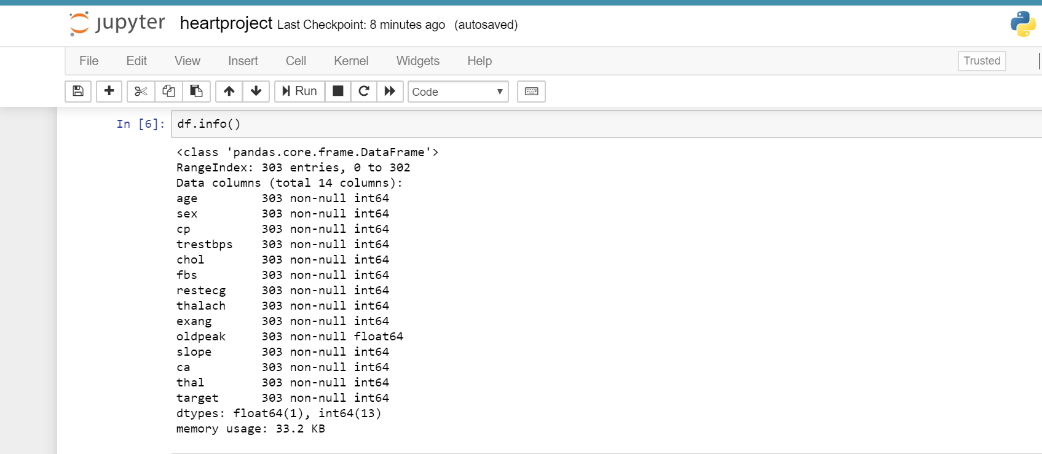 jupyter heartproject Last Checkpoint: 8 minutes ago (autosaved)
File Edit View Insert Cell Kernel Widgets Help Trusted
Run Code
In [6]: df.info()
<class 'pandas.core.frame.DataFrame'>
RangeIndex: 303 entries, 0 to 302
Data columns (total 14 columns):
age 303 non-null int64
sex 303 non-null int64
cp 303 non-null int64
trestbps 303 non-null int64
chol 303 non-null int64
fbs 303 non-null int64
restecg 303 non-null int64
thalach 303 non-null int64
exang 303 non-null int64
oldpeak 303 non-null float64
slope 303 non-null int64
ca 303 non-null int64
thal 303 non-null int64
target 303 non-null int64
dtypes: float64(1), int64(13)
memory usage: 33.2 KB